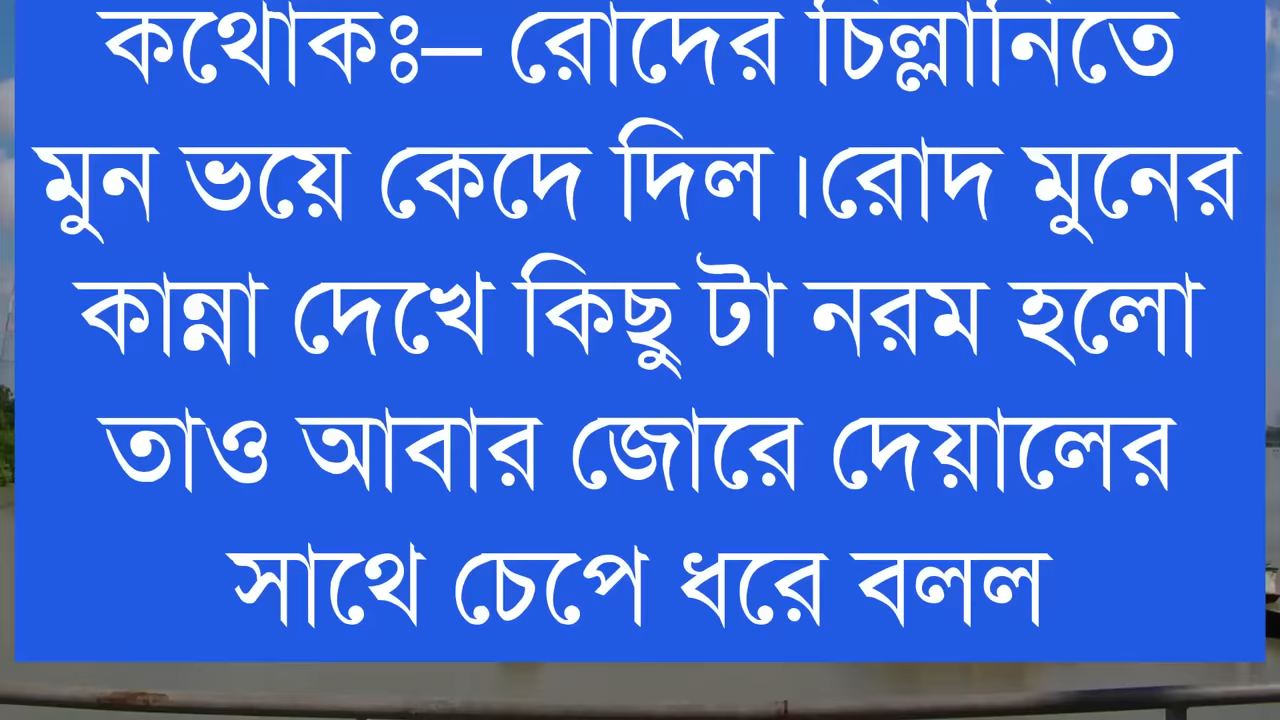 কথোকঃ– রোদের চিল্লানিতে
মুন ভয়ে কেদে দিল।রোদ মুনের
কান্না দেখে কিছু টা নরম হলো
তাও আবার জোরে দেয়ালের
সাথে চেপে ধরে বলল